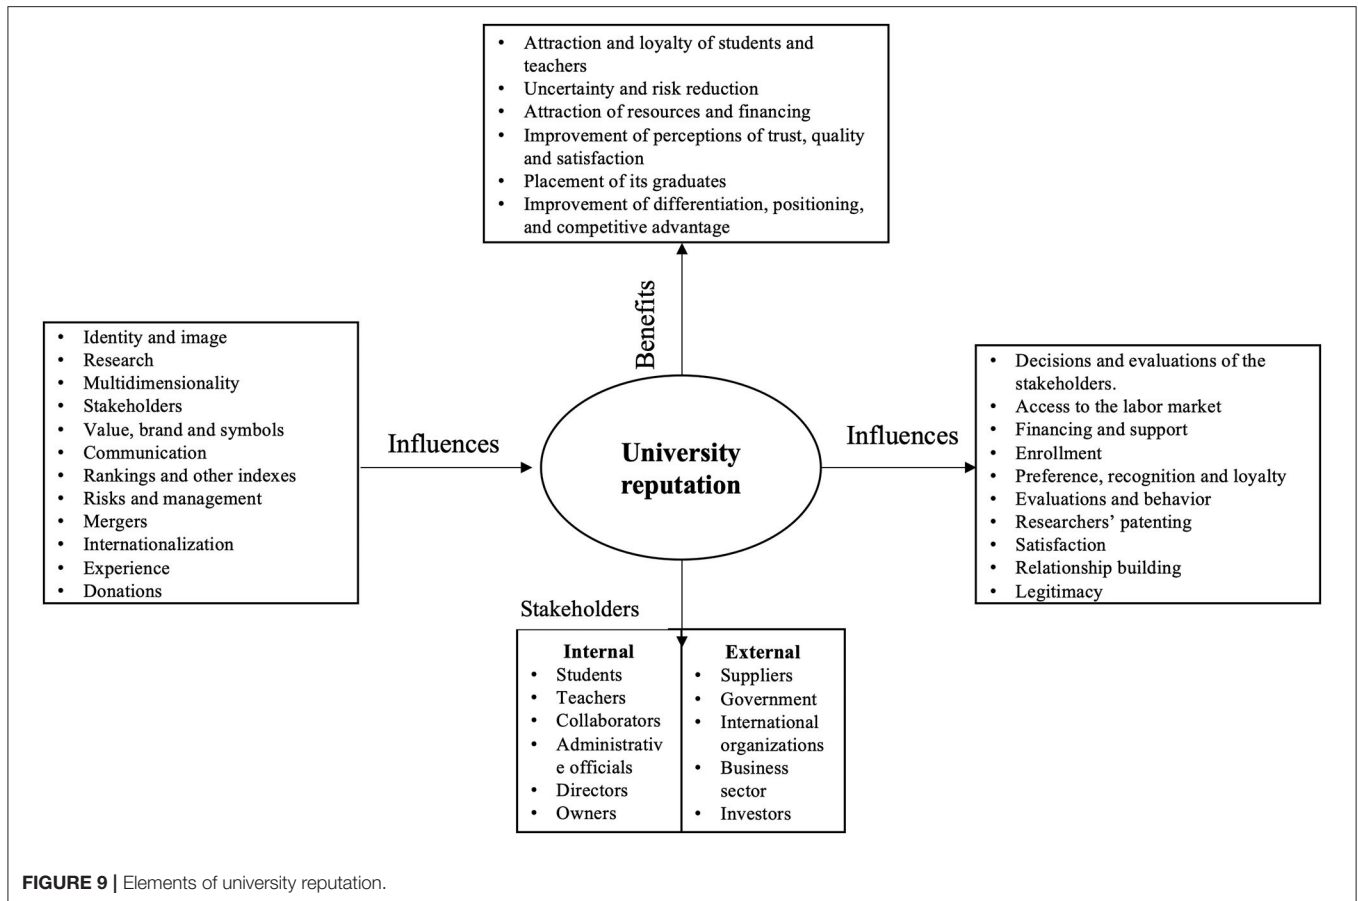 • Attraction and loyalty of students and
teachers
• Uncertainty and risk reduction
• Attraction of resources and financing
• Improvement of perceptions of trust, quality
and satisfaction
• Placement of its graduates
• Improvement of differentiation, positioning,
and competitive advantage
Benefits
• Identity and image
• Research
• Multidimensionality
• Stakeholders
• Value, brand and symbols
• Communication
• Rankings and other indexes
• Risks and management
• Mergers
• Internationalization
• Experience
• Donations
Influences
University
reputation
Influences
• Decisions and evaluations of the
stakeholders.
• Access to the labor market
• Financing and support
• Enrollment
• Preference, recognition and loyalty
• Evaluations and behavior
• Researchers' patenting
• Satisfaction
• Relationship building
• Legitimacy
Stakeholders
Internal
• Students
• Teachers
• Collaborators
• Administrativ
e officials
• Directors
• Owners
External
• Suppliers
• Government
• International
organizations
• Business
sector
• Investors
FIGURE 9 | Elements of university reputation.